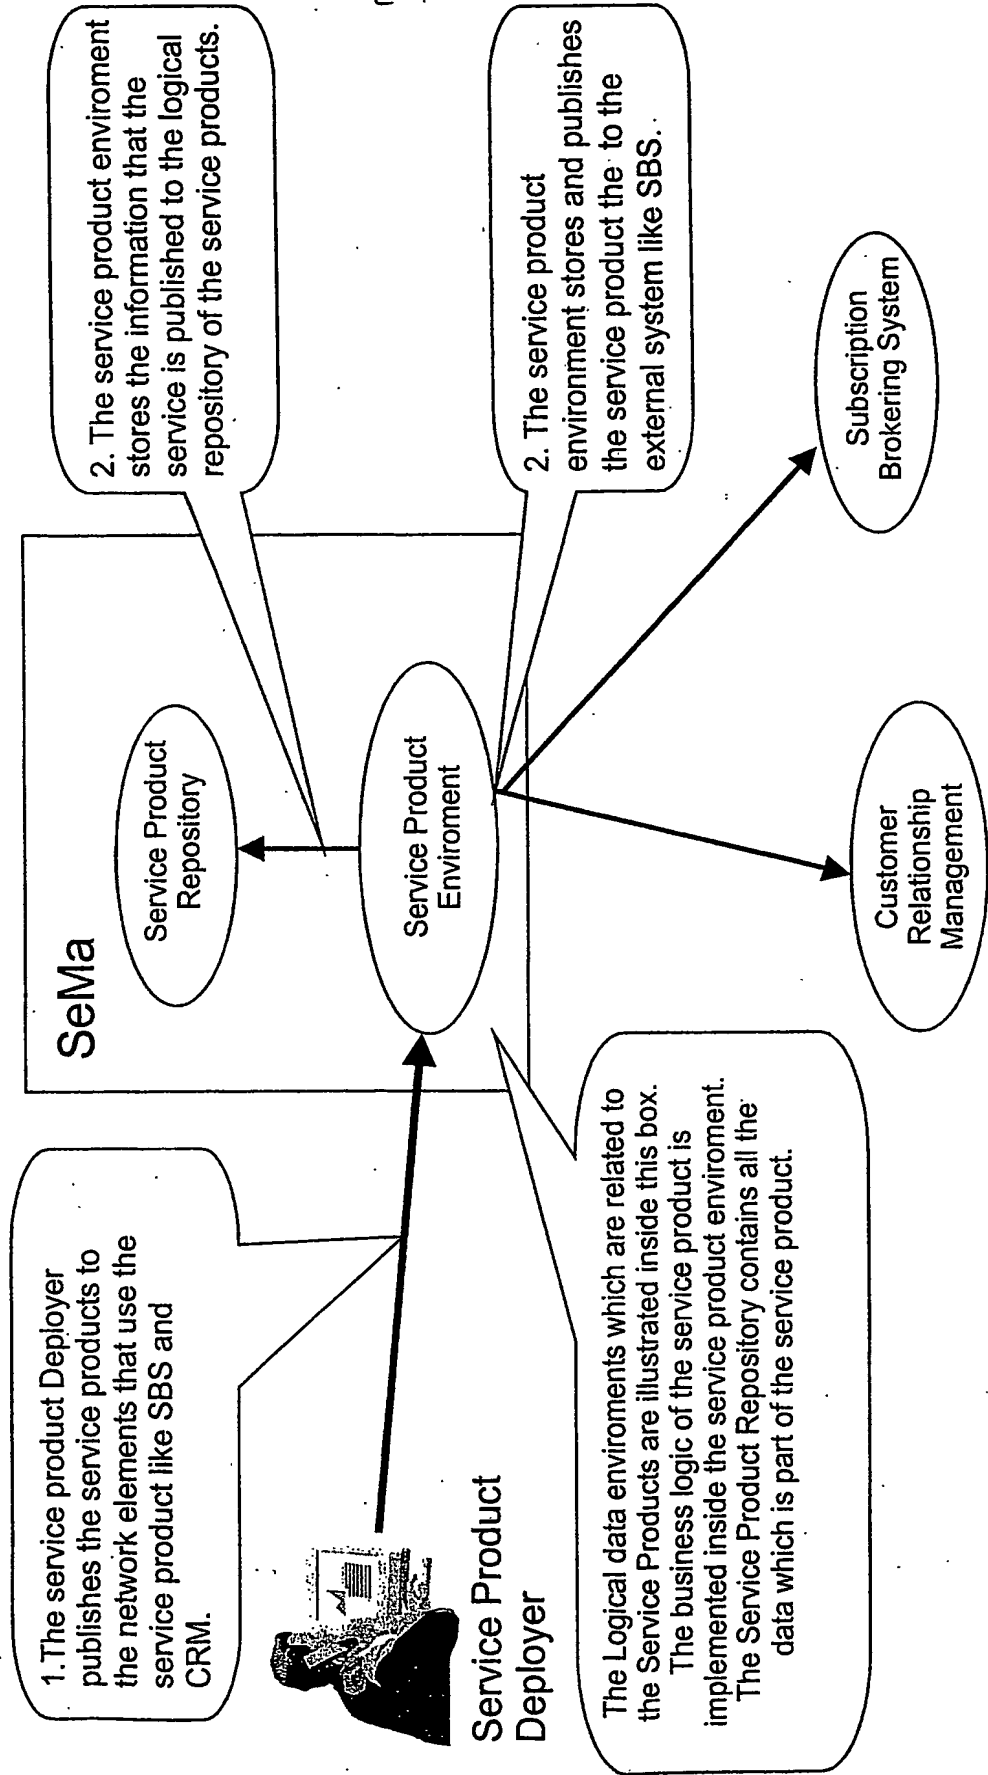 1.The service product Deployer
publishes the service products to
the network elements that use the
service product like SBS and
CRM.
SeMa
2. The service product enviroment
stores the information that the
service is published to the logical
repository of the service products.
Service Product
Repository
Service Product
Enviroment
Service Product
Deployer
2. The service product
environment stores and publishes
the service product the to the
external system like SBS.
The Logical data enviroments which are related to
the Service Products are illustrated inside this box.
The business logic of the service product is
implemented inside the service product enviroment.
The Service Product Repository contains all the
data which is part of the service product.
Customer
Relationship
Management
Subscription
Brokering System